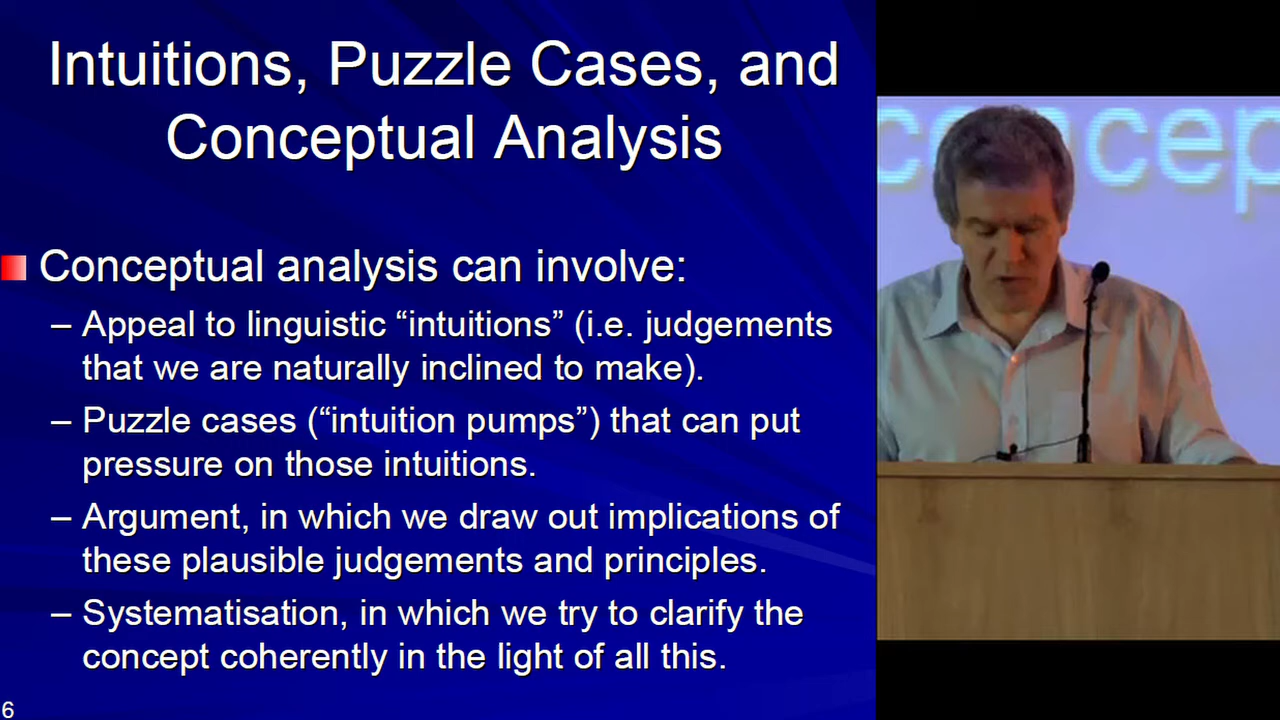 Intuitions, Puzzle Cases, and
Conceptual Analysis
Conceptual analysis can involve:
– Appeal to linguistic “intuitions” (i.e. judgements
that we are naturally inclined to make).
– Puzzle cases (“intuition pumps”) that can put
pressure on those intuitions.
– Argument, in which we draw out implications of
these plausible judgements and principles.
– Systematisation, in which we try to clarify the
concept coherently in the light of all this.
6
concep